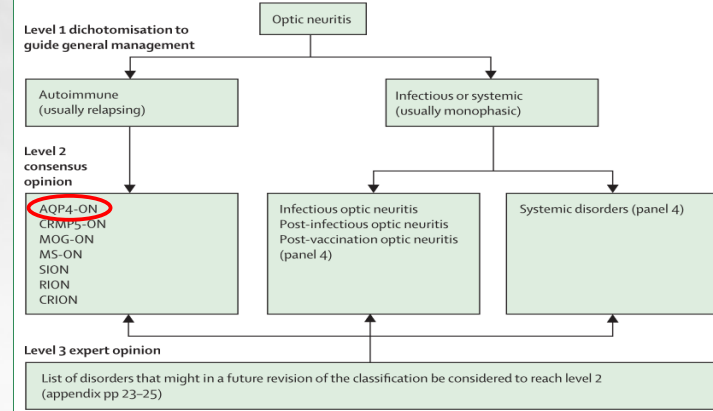 Optic neuritis
Level 1 dichotomisation to
guide general management
Autoimmune
(usually relapsing)
Infectious or systemic
(usually monophasic)
Level 2
consensus
opinion
AQP4-ON
CRMP5-ON
MOG-ON
MS-ON
SION
RION
CRION
Infectious optic neuritis
Post-infectious optic neuritis
Post-vaccination optic neuritis
(panel 4)
Systemic disorders (panel 4)
Level 3 expert opinion
List of disorders that might in a future revision of the classification be considered to reach level 2
(appendix pp 23–25)